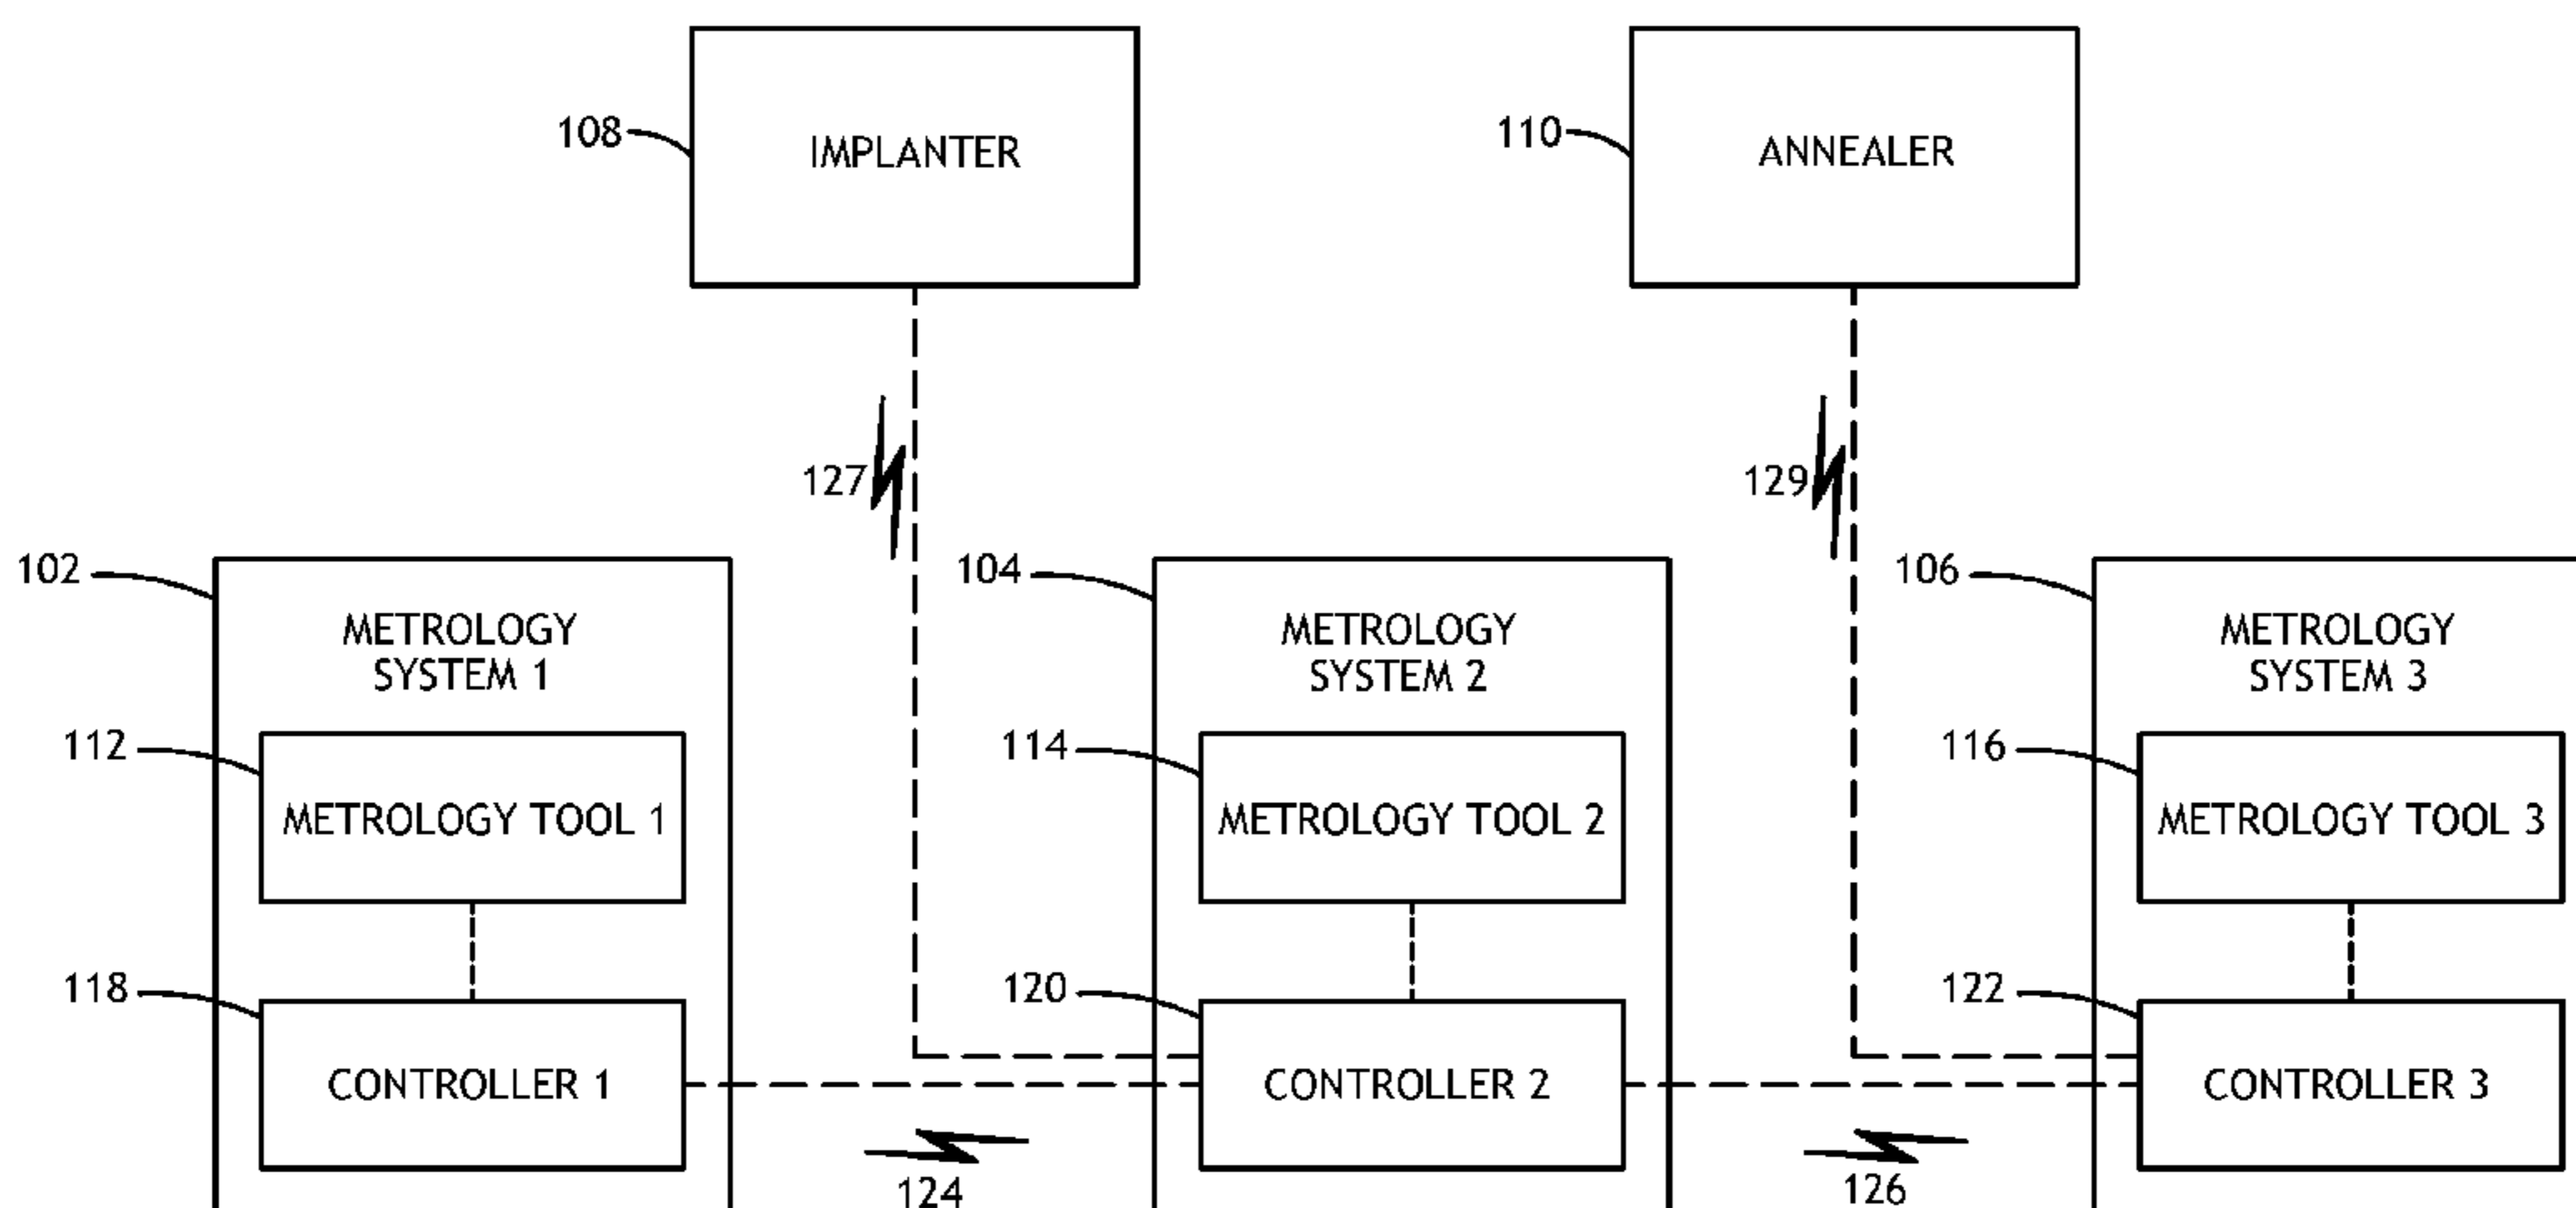 108
IMPLANTER
110
ANNEALER
127
129
102
METROLOGY
SYSTEM 1
104
METROLOGY
SYSTEM 2
106
METROLOGY
SYSTEM 3
112
METROLOGY TOOL 1
114
METROLOGY TOOL 2
116
METROLOGY TOOL 3
118
CONTROLLER 1
120
CONTROLLER 2
122
CONTROLLER 3
124
126